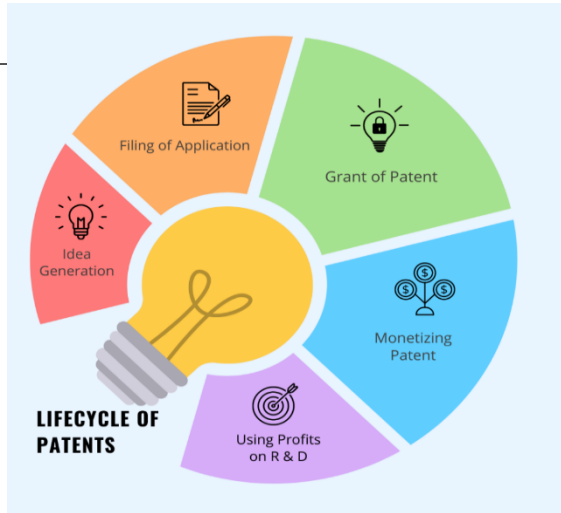 Filing of Application
Grant of Patent
Idea
Generation
$
$ $
Monetizing
Patent
LIFECYCLE OF
PATENTS
Using Profits
on R & D